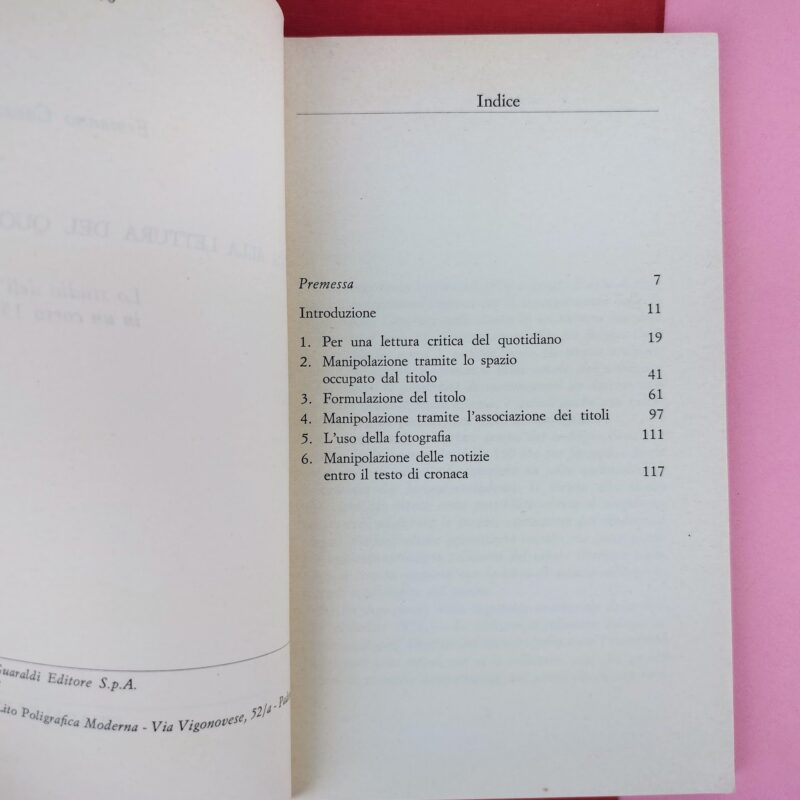 Guaraldi Editore S.p.A.
Lito Poligrafica Moderna - Via Vigonovese, 52/4 -
Indice
Premessa 7
Introduzione 11
1. Per una lettura critica del quotidiano 19
2. Manipolazione tramite lo spazio
occupato dal titolo 41
3. Formulazione del titolo 61
4. Manipolazione tramite l'associazione dei titoli 97
5. L'uso della fotografia 111
6. Manipolazione delle notizie
entro il testo di cronaca 117